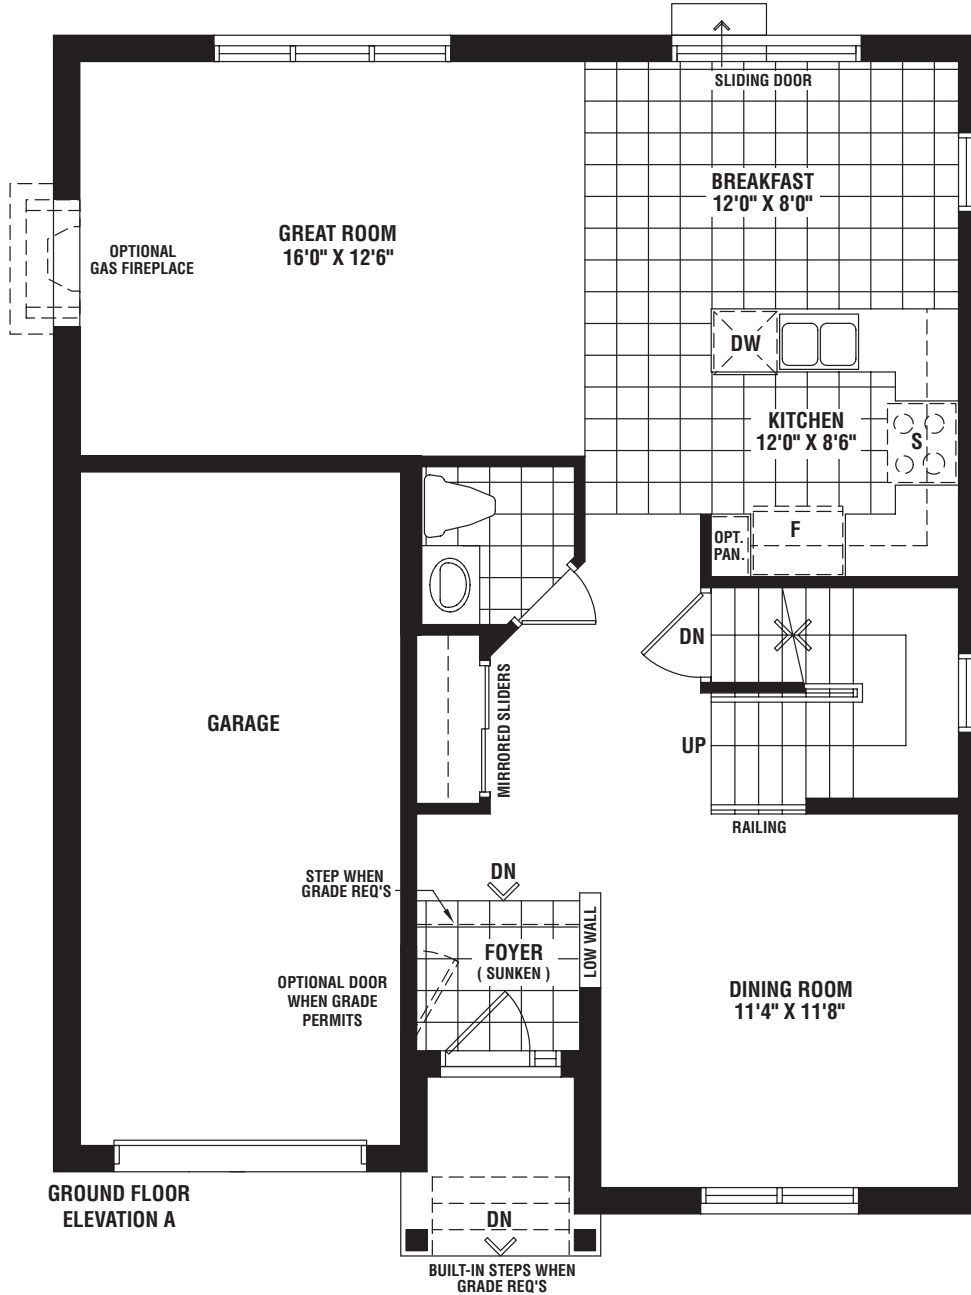 SLIDING DOOR
BREAKFAST
12'0" X 8'0"
GREAT ROOM
16'0" X 12'6"
OPTIONAL
GAS FIREPLACE
DW
KITCHEN
12'0" X 8'6"
S
F
OPT.
PAN.
DN
UP
MIRRORED SLIDERS
GARAGE
RAILING
DN
STEP WHEN
GRADE REQ'S
LOW WALL
FOYER
( SUNKEN )
OPTIONAL DOOR
WHEN GRADE
PERMITS
DINING ROOM
11'4" X 11'8"
GROUND FLOOR
ELEVATION A
DN
BUILT-IN STEPS WHEN
GRADE REQ'S